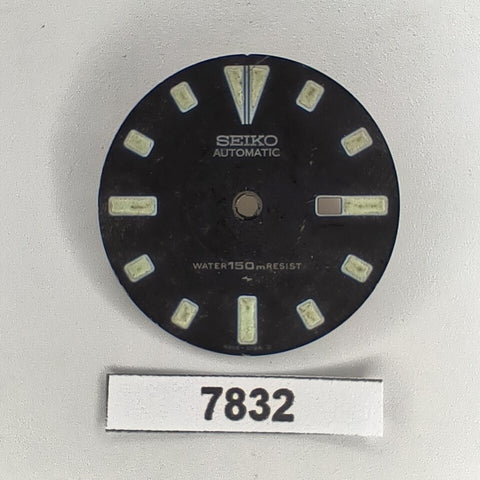 SEIKO
AUTOMATIC
WATER 150m RESIST
7832